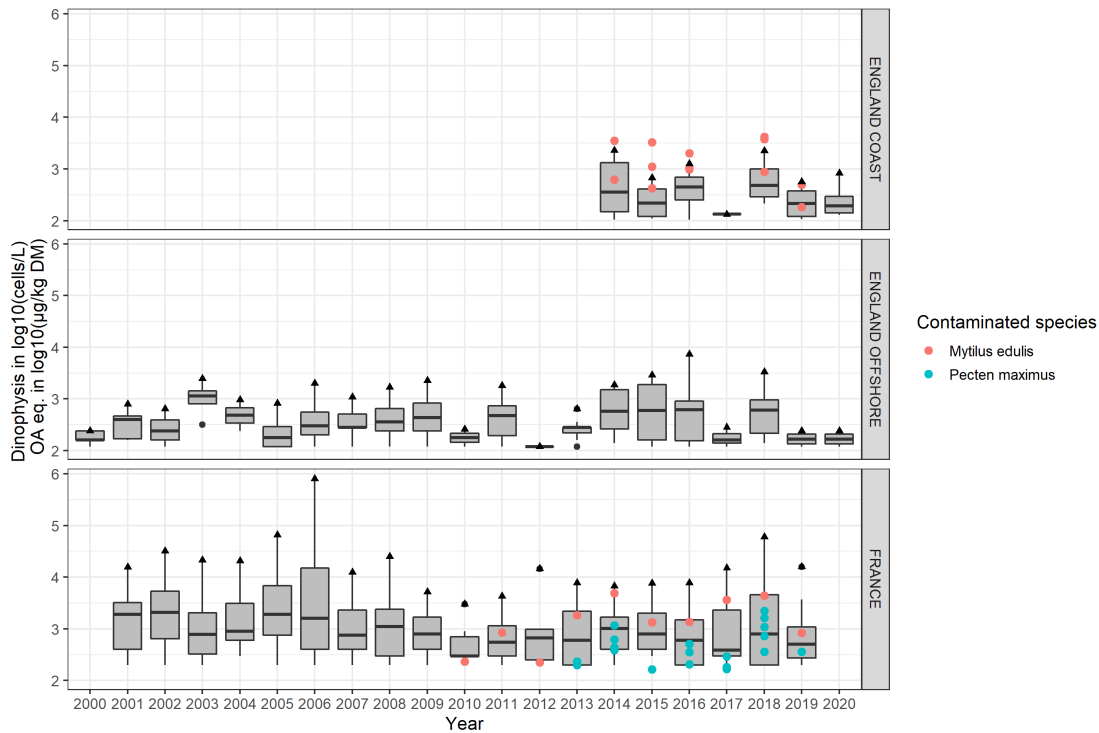 6
5
4
3
2
ENGLAND COAST
6
5
4
3
2
ENGLAND OFFSHORE
Dinophysis in log10(cells/L)
OA eq. in log10(µg/kg DM)
Contaminated species
Mytilus edulis
Pecten maximus
6
5
4
3
2
FRANCE
2000 2001 2002 2003 2004 2005 2006 2007 2008 2009 2010 2011 2012 2013 2014 2015 2016 2017 2018 2019 2020
Year